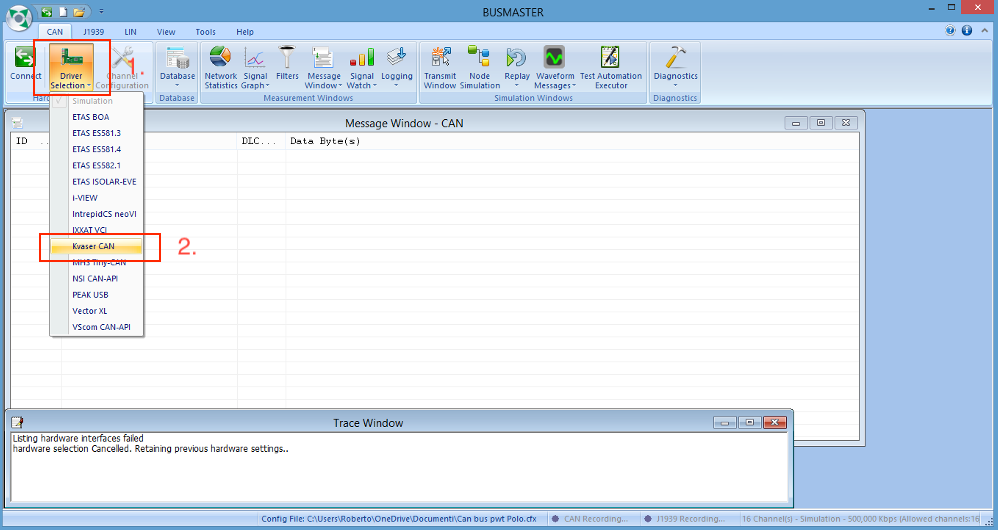 BUSMASTER
CAN J1939 LIN View Tools Help
Connect Driver Selection Channel Configuration Database Network Statistics Signal Graph Filters Message Window Signal Watch Logging Transmit Window Node Simulation Replay Waveform Messages Test Automation Executor Diagnostics
1.
Hardw Database Measurement Windows Simulation Windows Diagnostics
Message Window - CAN
ID ... DLC... Data Byte(s)
Simulation
ETAS BOA
ETAS ES581.3
ETAS ES581.4
ETAS ES582.1
ETAS ISOLAR-EVE
i-VIEW
IntrepidCS neoVI
IXXAT VCI
Kvaser CAN
2.
MHS Tiny-CAN
NSI CAN-API
PEAK USB
Vector XL
VScom CAN-API
Trace Window
Listing hardware interfaces failed
hardware selection Cancelled. Retaining previous hardware settings..
Config File: C:\Users\Roberto\OneDrive\Documenti\Can bus pwt Polo.cfx CAN Recording... J1939 Recording... 16 Channel(s) - Simulation - 500,000 Kbps (Allowed channels:16